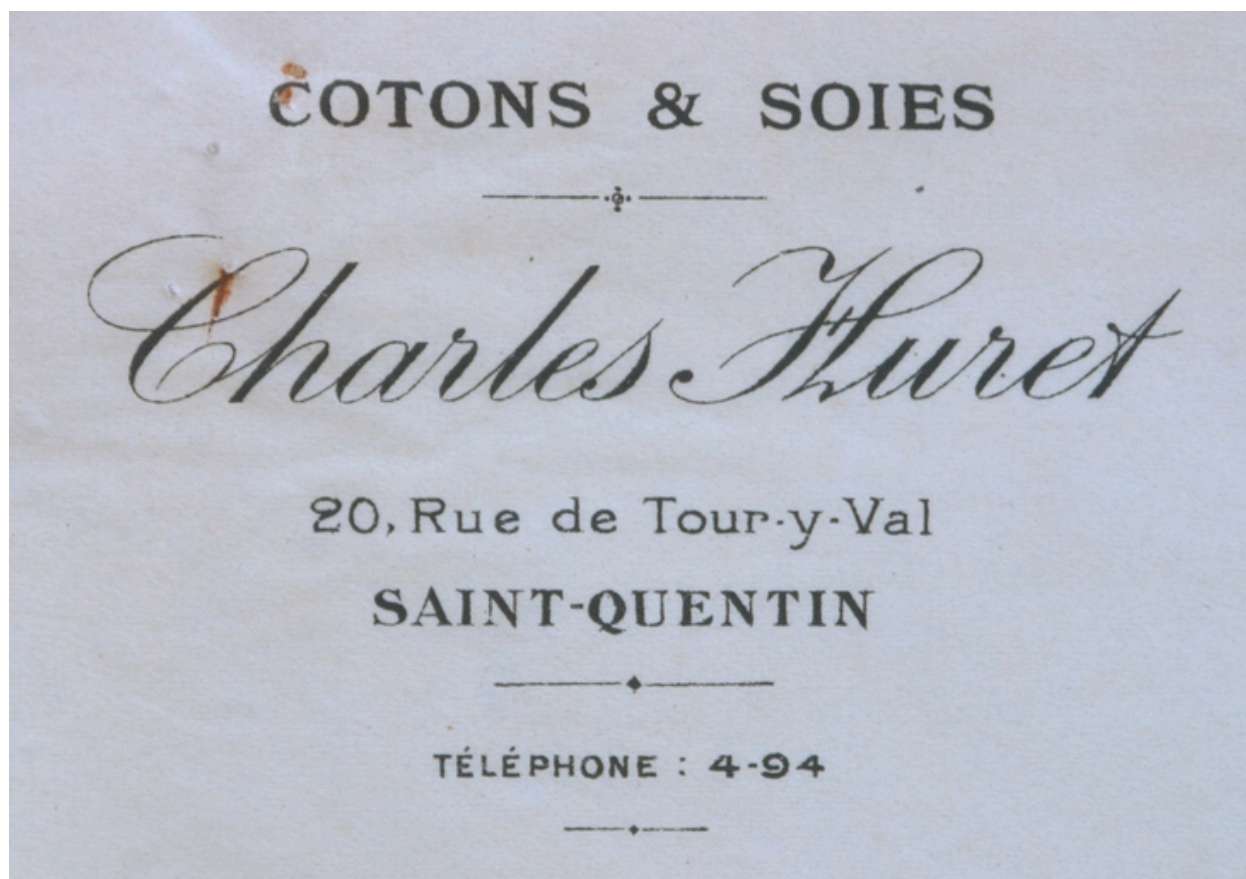 COTONS & SOIES
Charles Huret
20, Rue de Tour-y-Val
SAINT-QUENTIN
TÉLÉPHONE : 4-94